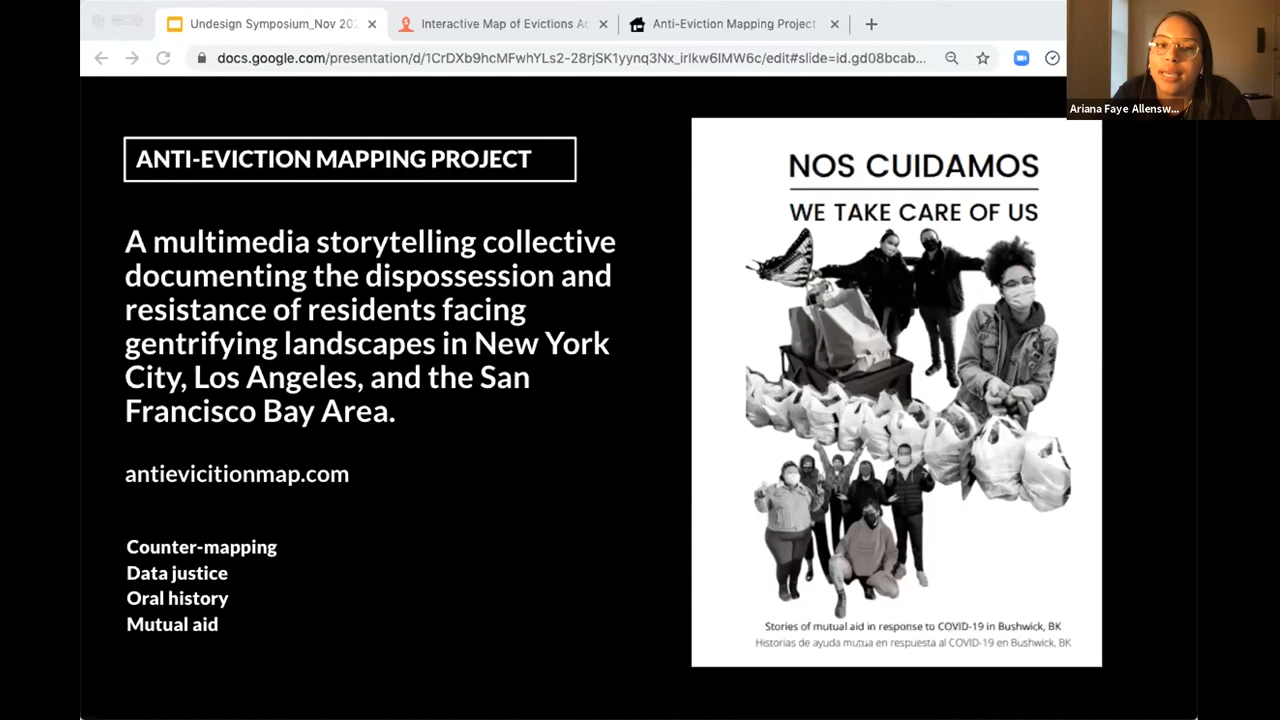 Undesign Symposium_Nov 202
Interactive Map of Evictions Ac
Anti-Eviction Mapping Project
docs.google.com/presentation/d/1CrDXb9hcMFwhYLs2-28rjSK1yynq3Nx_irIkw6IMW6c/edit#slide=id.gd08bcab...
Ariana Faye Allensw...
ANTI-EVICTION MAPPING PROJECT
A multimedia storytelling collective
documenting the dispossession and
resistance of residents facing
gentrifying landscapes in New York
City, Los Angeles, and the San
Francisco Bay Area.
antievicitionmap.com
Counter-mapping
Data justice
Oral history
Mutual aid
NOS CUIDAMOS
WE TAKE CARE OF US
Stories of mutual aid in response to COVID-19 in Bushwick, BK
Historias de ayuda mutua en respuesta al COVID-19 en Bushwick, BK